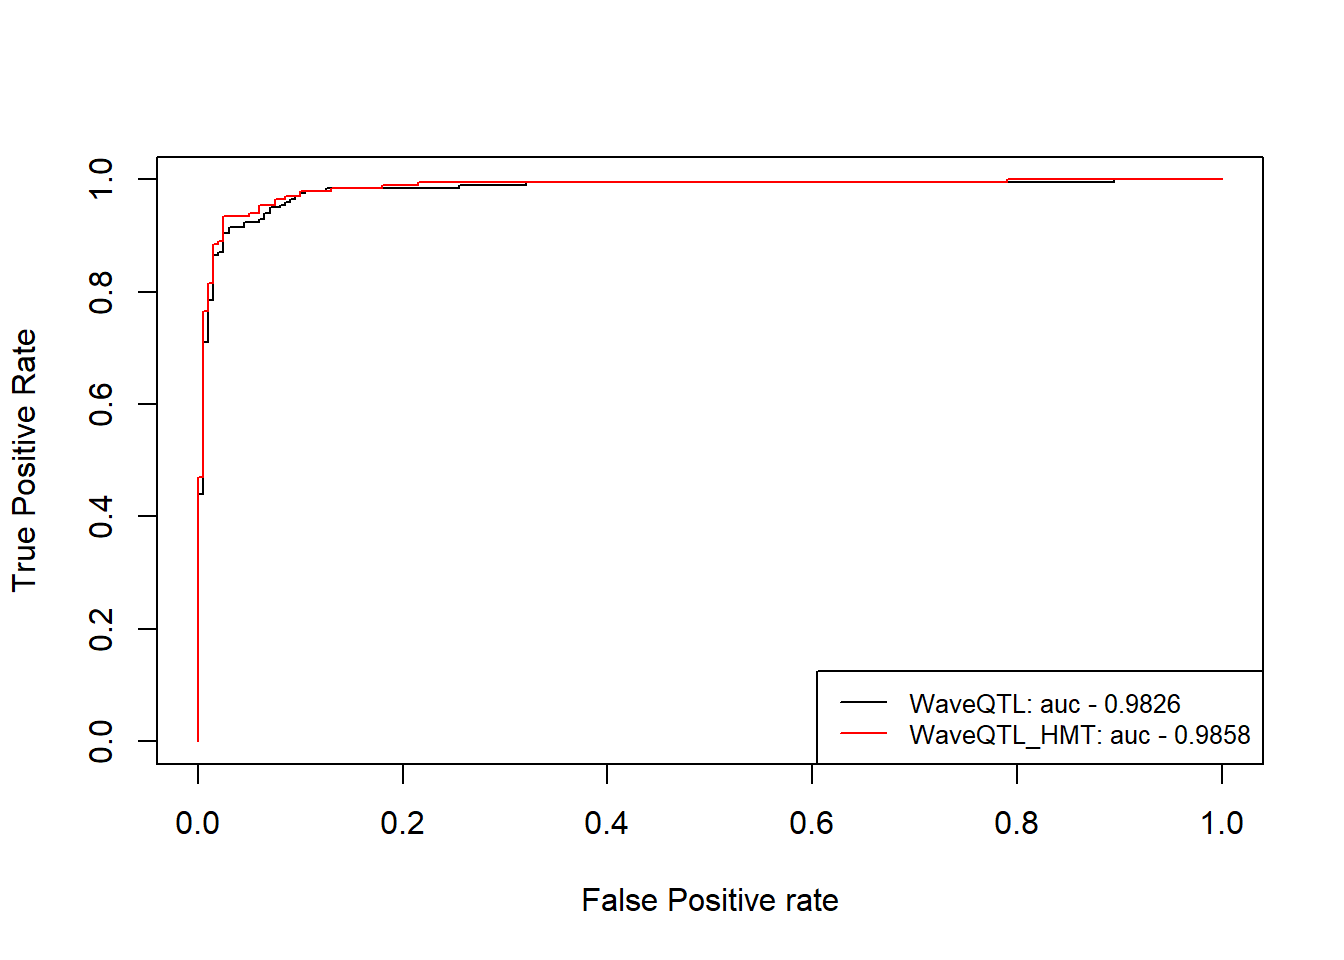 True Positive Rate
1.0
0.8
0.6
0.4
0.2
0.0
WaveQTL: auc - 0.9826
WaveQTL_HMT: auc - 0.9858
0.0 0.2 0.4 0.6 0.8 1.0
False Positive rate